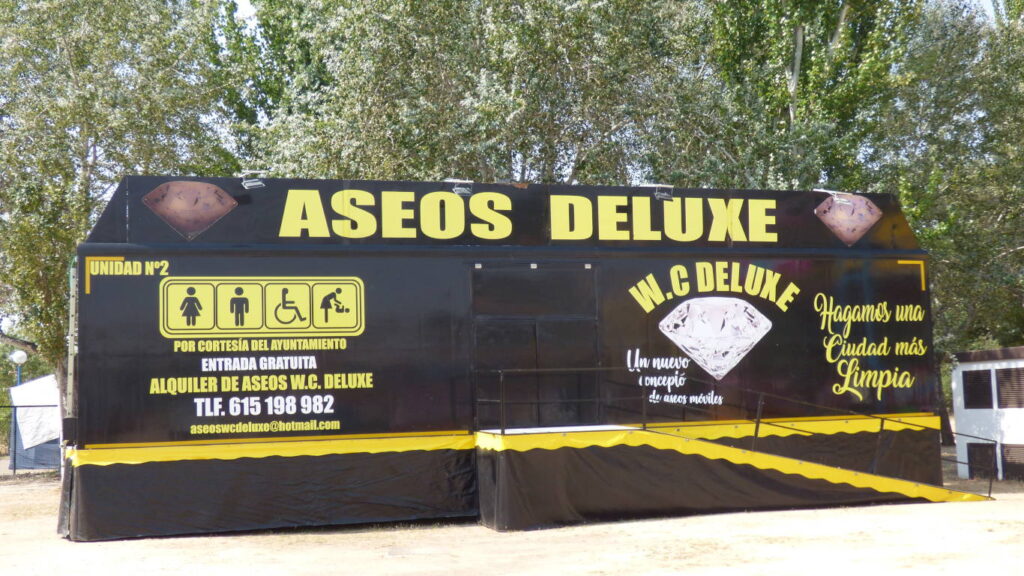 ASEOS DELUXE
UNIDAD Nº2
POR CORTESÍA DEL AYUNTAMIENTO
ENTRADA GRATUITA
ALQUILER DE ASEOS W.C. DELUXE
TLF. 615 198 982
aseoswcdeluxe@hotmail.com
W.C DELUXE
Un nuevo
concepto
de aseos móviles
Hagamos una
Ciudad más
Limpia